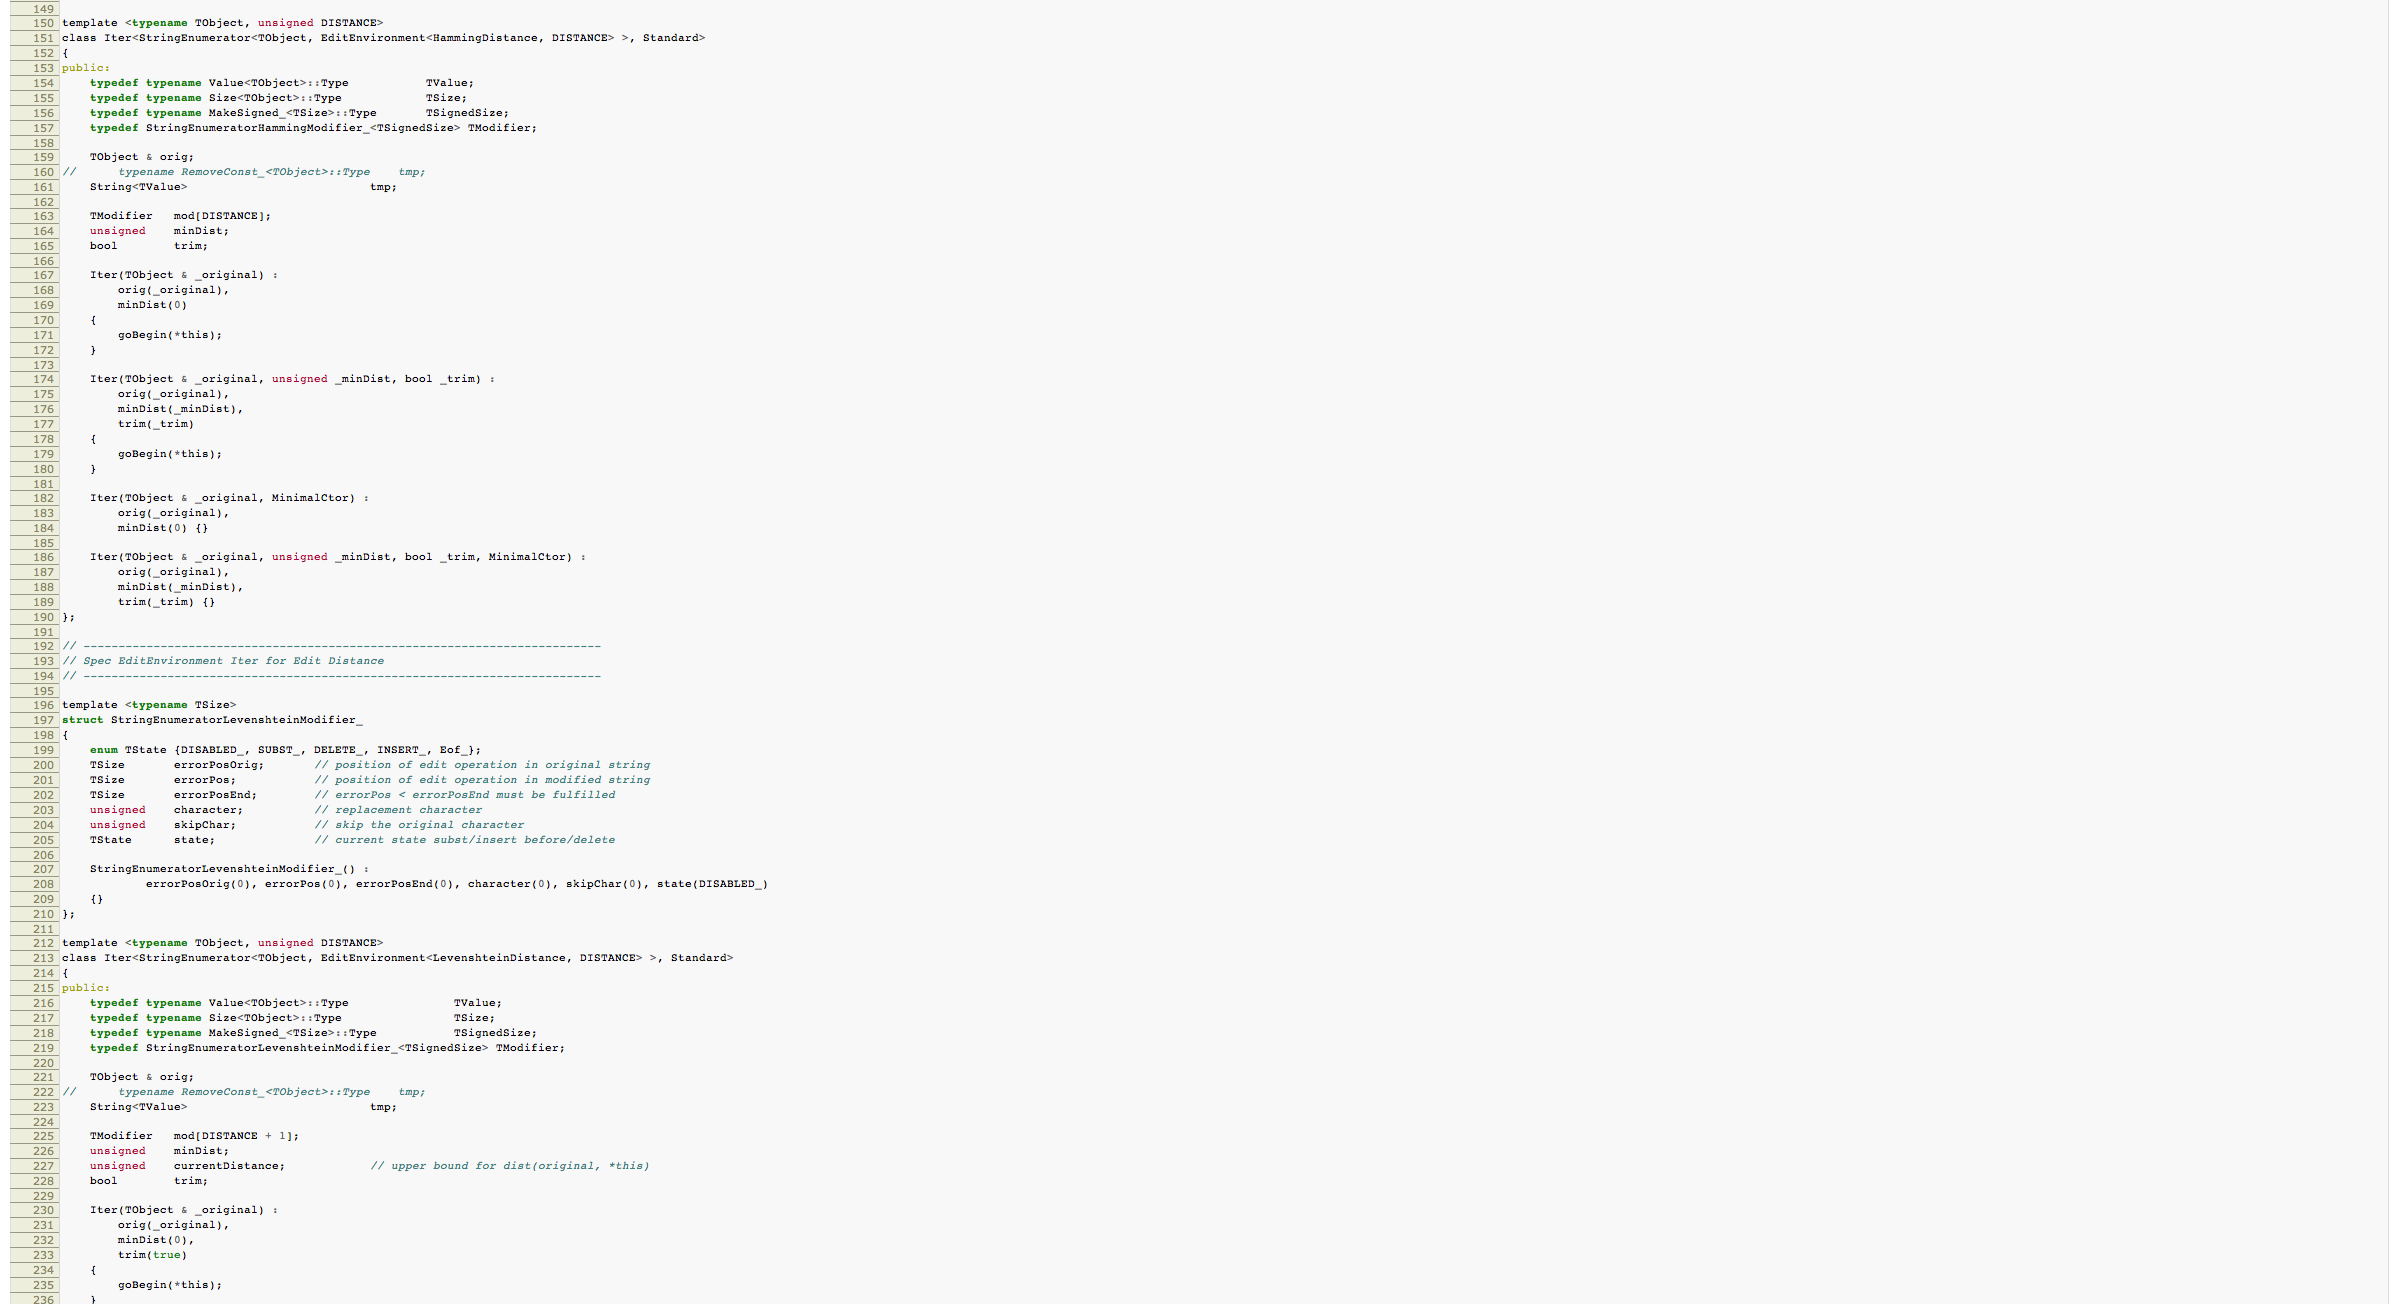 149
150 template <typename TObject, unsigned DISTANCE>
151 class Iter<StringEnumerator<TObject, EditEnvironment<HammingDistance, DISTANCE> >, Standard>
152 {
153 public:
154     typedef typename Value<TObject>::Type           TValue;
155     typedef typename Size<TObject>::Type            TSize;
156     typedef typename MakeSigned_<TSize>::Type       TSignedSize;
157     typedef StringEnumeratorHammingModifier_<TSignedSize> TModifier;
158
159     TObject & orig;
160 //      typename RemoveConst_<TObject>::Type    tmp;
161     String<TValue>                          tmp;
162
163     TModifier   mod[DISTANCE];
164     unsigned    minDist;
165     bool        trim;
166
167     Iter(TObject & _original) :
168         orig(_original),
169         minDist(0)
170     {
171         goBegin(*this);
172     }
173
174     Iter(TObject & _original, unsigned _minDist, bool _trim) :
175         orig(_original),
176         minDist(_minDist),
177         trim(_trim)
178     {
179         goBegin(*this);
180     }
181
182     Iter(TObject & _original, MinimalCtor) :
183         orig(_original),
184         minDist(0) {}
185
186     Iter(TObject & _original, unsigned _minDist, bool _trim, MinimalCtor) :
187         orig(_original),
188         minDist(_minDist),
189         trim(_trim) {}
190 };
191
192 // --------------------------------------------------------------------------
193 // Spec EditEnvironment Iter for Edit Distance
194 // --------------------------------------------------------------------------
195
196 template <typename TSize>
197 struct StringEnumeratorLevenshteinModifier_
198 {
199     enum TState {DISABLED_, SUBST_, DELETE_, INSERT_, Eof_};
200     TSize       errorPosOrig;       // position of edit operation in original string
201     TSize       errorPos;           // position of edit operation in modified string
202     TSize       errorPosEnd;        // errorPos < errorPosEnd must be fulfilled
203     unsigned    character;          // replacement character
204     unsigned    skipChar;           // skip the original character
205     TState      state;              // current state subst/insert before/delete
206
207     StringEnumeratorLevenshteinModifier_() :
208             errorPosOrig(0), errorPos(0), errorPosEnd(0), character(0), skipChar(0), state(DISABLED_)
209     {}
210 };
211
212 template <typename TObject, unsigned DISTANCE>
213 class Iter<StringEnumerator<TObject, EditEnvironment<LevenshteinDistance, DISTANCE> >, Standard>
214 {
215 public:
216     typedef typename Value<TObject>::Type               TValue;
217     typedef typename Size<TObject>::Type                TSize;
218     typedef typename MakeSigned_<TSize>::Type           TSignedSize;
219     typedef StringEnumeratorLevenshteinModifier_<TSignedSize> TModifier;
220
221     TObject & orig;
222 //      typename RemoveConst_<TObject>::Type    tmp;
223     String<TValue>                          tmp;
224
225     TModifier   mod[DISTANCE + 1];
226     unsigned    minDist;
227     unsigned    currentDistance;            // upper bound for dist(original, *this)
228     bool        trim;
229
230     Iter(TObject & _original) :
231         orig(_original),
232         minDist(0),
233         trim(true)
234     {
235         goBegin(*this);
236     }